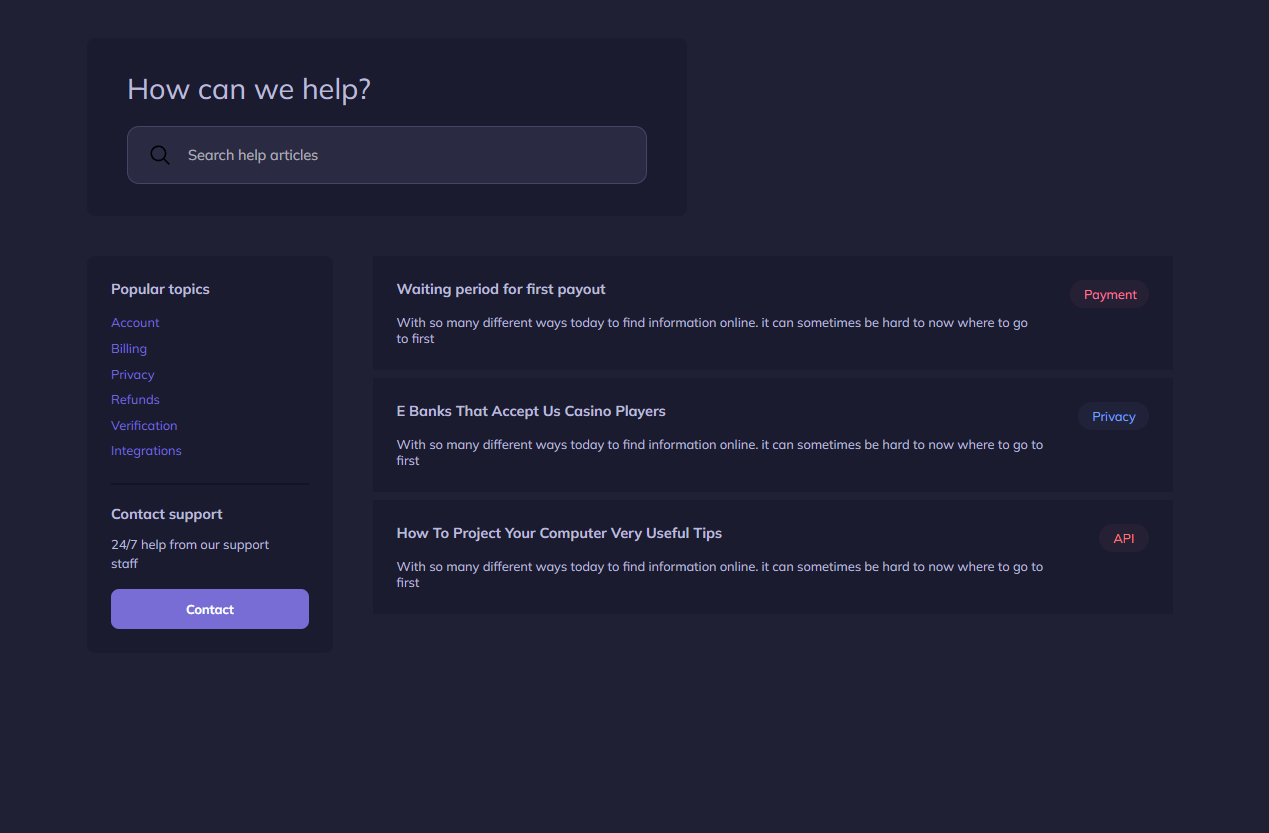 How can we help?
Search help articles
Popular topics
Account
Billing
Privacy
Refunds
Verification
Integrations
Contact support
24/7 help from our support
staff
Contact
Waiting period for first payout
Payment
With so many different ways today to find information online. it can sometimes be hard to now where to go
to first
E Banks That Accept Us Casino Players
Privacy
With so many different ways today to find information online. it can sometimes be hard to now where to go to
first
How To Project Your Computer Very Useful Tips
API
With so many different ways today to find information online. it can sometimes be hard to now where to go to
first